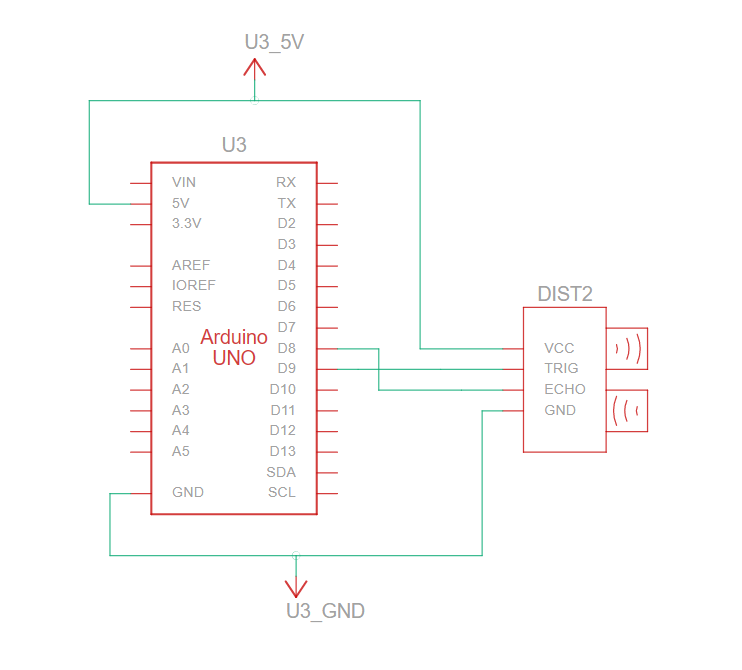 U3_5V
U3
VIN RX
5V TX
3.3V D2
D3
AREF D4
IOREF D5
RES D6
D7
Arduino
UNO
A0 D8
A1 D9
A2 D10
A3 D11
A4 D12
A5 D13
SDA
GND SCL
DIST2
VCC
TRIG
ECHO
GND
U3_GND